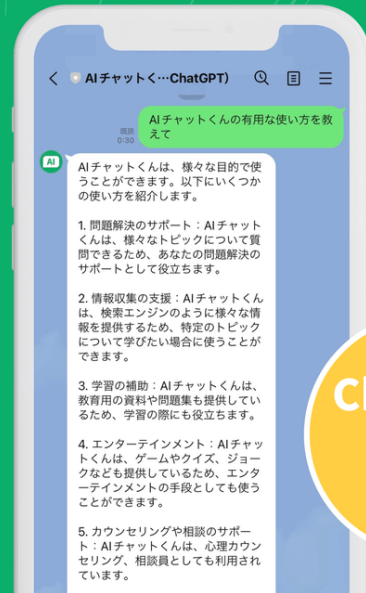 AIチャットく…ChatGPT)
AIチャットくんの有用な使い方を教
えて
既読
0:30
AI
AIチャットくんは、様々な目的で使
うことができます。以下にいくつか
の使い方を紹介します。
1. 問題解決のサポート：AIチャット
くんは、様々なトピックについて質
問できるため、あなたの問題解決の
サポートとして役立ちます。
2. 情報収集の支援：AIチャットくん
は、検索エンジンのように様々な情
報を提供するため、特定のトピック
について学びたい場合に使うことが
できます。
3. 学習の補助：AIチャットくんは、
教育用の資料や問題集も提供してい
るため、学習の際にも役立ちます。
4. エンターテインメント：AIチャッ
トくんは、ゲームやクイズ、ジョー
クなども提供しているため、エンタ
ーテインメントの手段としても使う
ことができます。
5. カウンセリングや相談のサポー
ト：AIチャットくんは、心理カウン
セリング、相談員としても利用され
ています。